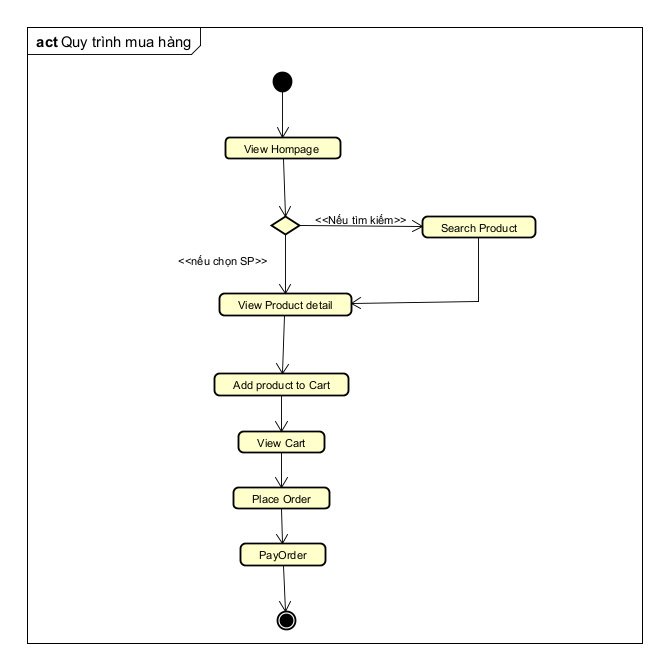 act Quy trình mua hàng
View Hompage
<<Nếu tìm kiếm>>
Search Product
<<nếu chọn SP>>
View Product detail
Add product to Cart
View Cart
Place Order
PayOrder